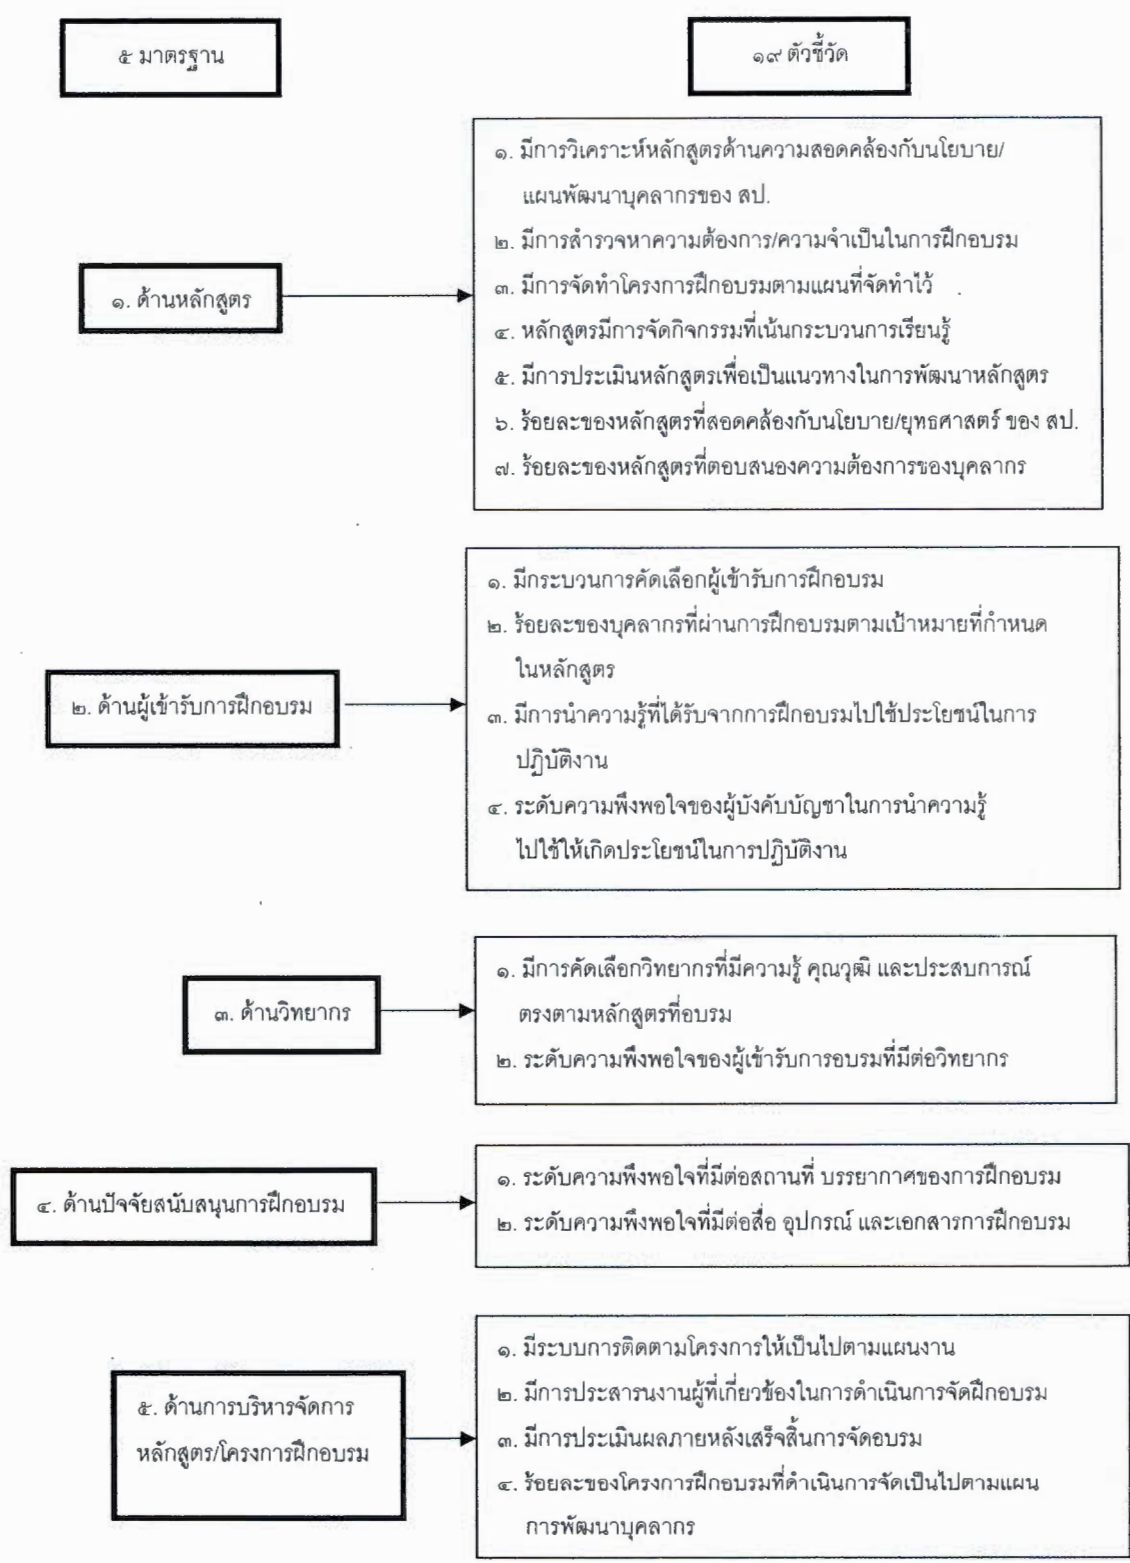 ๕ มาตรฐาน
๑๙ ตัวชี้วัด
๑. ด้านหลักสูตร
๑. มีการวิเคราะห์หลักสูตรด้านความสอดคล้องกับนโยบาย/
แผนพัฒนาบุคลากรของ สป.
๒. มีการสำรวจหาความต้องการ/ความจำเป็นในการฝึกอบรม
๓. มีการจัดทำโครงการฝึกอบรมตามแผนที่จัดทำไว้
๔. หลักสูตรมีการจัดกิจกรรมที่เน้นกระบวนการเรียนรู้
๕. มีการประเมินหลักสูตรเพื่อเป็นแนวทางในการพัฒนาหลักสูตร
๖. ร้อยละของหลักสูตรที่สอดคล้องกับนโยบาย/ยุทธศาสตร์ ของ สป.
๗. ร้อยละของหลักสูตรที่ตอบสนองความต้องการของบุคลากร
๒. ด้านผู้เข้ารับการฝึกอบรม
๑. มีกระบวนการคัดเลือกผู้เข้ารับการฝึกอบรม
๒. ร้อยละของบุคลากรที่ผ่านการฝึกอบรมตามเป้าหมายที่กำหนด
ในหลักสูตร
๓. มีการนำความรู้ที่ได้รับจากการฝึกอบรมไปใช้ประโยชน์ในการ
ปฏิบัติงาน
๔. ระดับความพึงพอใจของผู้บังคับบัญชาในการนำความรู้
ไปใช้ให้เกิดประโยชน์ในการปฏิบัติงาน
๓. ด้านวิทยากร
๑. มีการคัดเลือกวิทยากรที่มีความรู้ คุณวุฒิ และประสบการณ์
ตรงตามหลักสูตรที่อบรม
๒. ระดับความพึงพอใจของผู้เข้ารับการอบรมที่มีต่อวิทยากร
๔. ด้านปัจจัยสนับสนุนการฝึกอบรม
๑. ระดับความพึงพอใจที่มีต่อสถานที่ บรรยากาศของการฝึกอบรม
๒. ระดับความพึงพอใจที่มีต่อสื่อ อุปกรณ์ และเอกสารการฝึกอบรม
๕. ด้านการบริหารจัดการ
หลักสูตร/โครงการฝึกอบรม
๑. มีระบบการติดตามโครงการให้เป็นไปตามแผนงาน
๒. มีการประสารนงานผู้ที่เกี่ยวข้องในการดำเนินการจัดฝึกอบรม
๓. มีการประเมินผลภายหลังเสร็จสิ้นการจัดอบรม
๔. ร้อยละของโครงการฝึกอบรมที่ดำเนินการจัดเป็นไปตามแผน
การพัฒนาบุคลากร